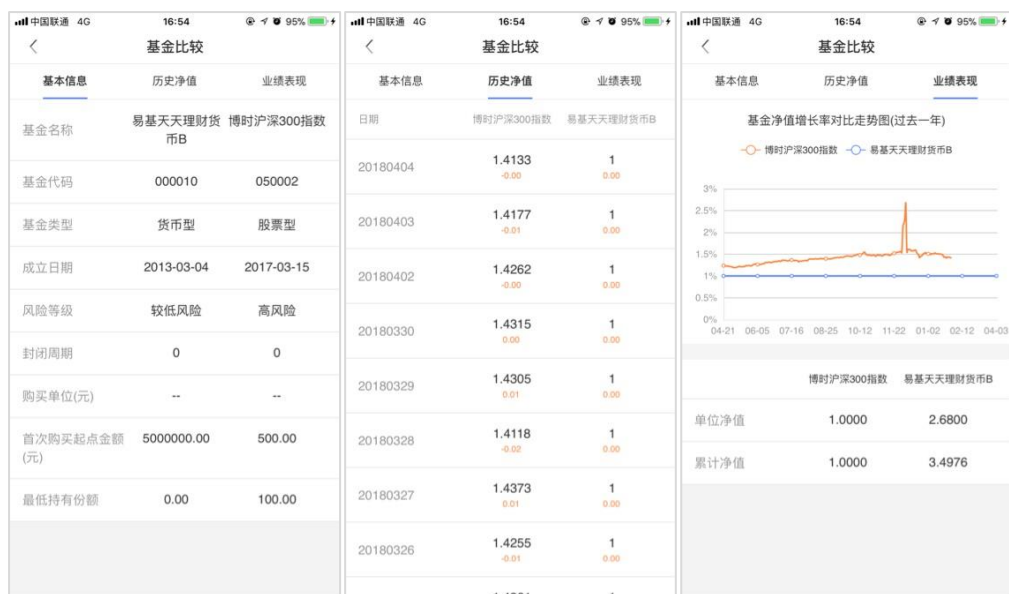 中国联通 4G 16:54 95%
基金比较
基本信息 历史净值 业绩表现
基金名称 易基天天理财货币B 博时沪深300指数
基金代码 000010 050002
基金类型 货币型 股票型
成立日期 2013-03-04 2017-03-15
风险等级 较低风险 高风险
封闭周期 0 0
购买单位(元) -- --
首次购买起点金额(元) 5000000.00 500.00
最低持有份额 0.00 100.00
中国联通 4G 16:54 95%
基金比较
基本信息 历史净值 业绩表现
日期 博时沪深300指数 易基天天理财货币B
20180404 1.4133 1
-0.00 0.00
20180403 1.4177 1
-0.01 0.00
20180402 1.4262 1
-0.00 0.00
20180330 1.4315 1
0.00 0.00
20180329 1.4305 1
0.01 0.00
20180328 1.4118 1
-0.02 0.00
20180327 1.4373 1
0.01 0.00
20180326 1.4255 1
-0.01 0.00
中国联通 4G 16:54 95%
基金比较
基本信息 历史净值 业绩表现
基金净值增长率对比走势图(过去一年)
博时沪深300指数 易基天天理财货币B
3%
2.5%
2%
1.5%
1%
0.5%
0%
04-21 06-05 07-16 08-25 10-12 11-22 01-02 02-12 04-03
博时沪深300指数 易基天天理财货币B
单位净值 1.0000 2.6800
累计净值 1.0000 3.4976